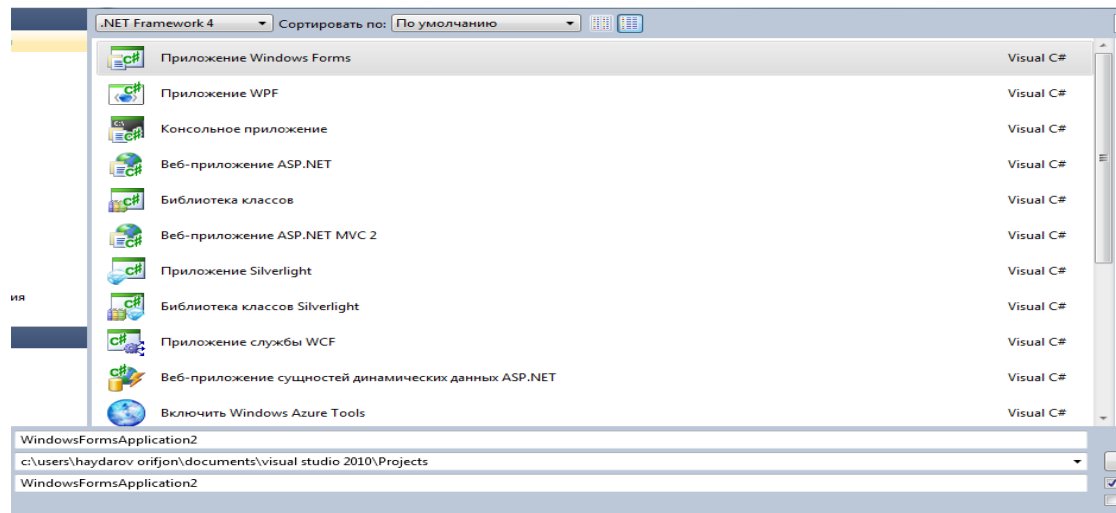 .NET Framework 4 Сортировать по: По умолчанию
Приложение Windows Forms Visual C#
Приложение WPF Visual C#
Консольное приложение Visual C#
Веб-приложение ASP.NET Visual C#
Библиотека классов Visual C#
Веб-приложение ASP.NET MVC 2 Visual C#
Приложение Silverlight Visual C#
ия
Библиотека классов Silverlight Visual C#
Приложение службы WCF Visual C#
Веб-приложение сущностей динамических данных ASP.NET Visual C#
Включить Windows Azure Tools Visual C#
WindowsFormsApplication2
c:\users\haydarov orifjon\documents\visual studio 2010\Projects
WindowsFormsApplication2